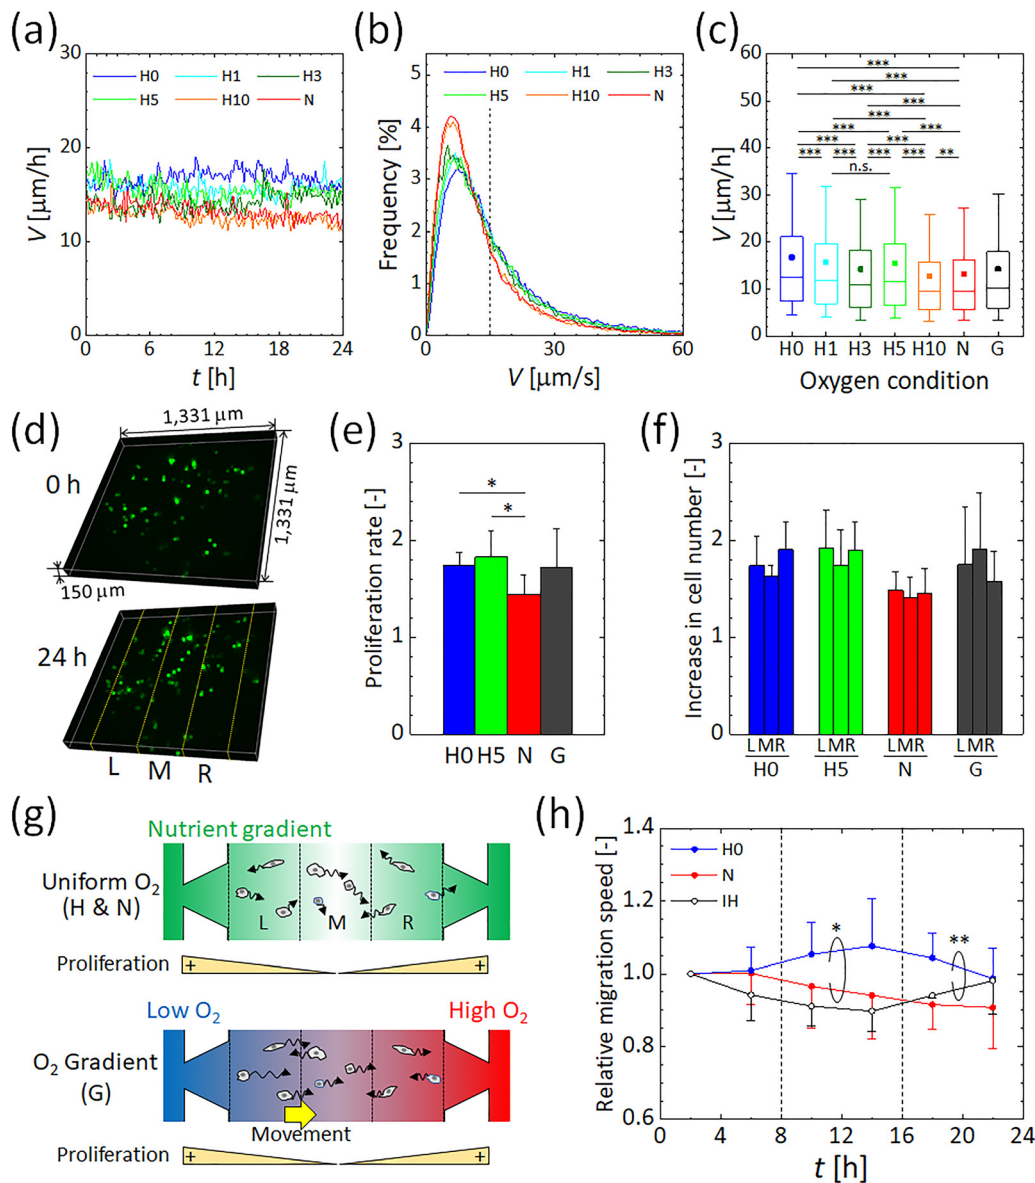 (a)
V [μm/h]
30
20
10
0
H0 H1 H3
H5 H10 N
0 6 12 18 24
t [h]
(b)
Frequency [%]
5
4
3
2
1
0
H0 H1 H3
H5 H10 N
0 20 40 60
V [μm/s]
(c)
V [μm/h]
60
50
40
30
20
10
0
***
***
***
***
***
*** ***
*** ***
*** *** *** *** **
n.s.
H0 H1 H3 H5 H10 N G
Oxygen condition
(d)
1,331 μm
0 h
1,331 μm
150 μm
24 h
L M R
(e)
Proliferation rate [-]
3
2
1
0
*
*
H0 H5 N G
(f)
Increase in cell number [-]
3
2
1
0
LMR LMR LMR LMR
H0 H5 N G
(g)
Nutrient gradient
Uniform O2
(H & N)
L M R
Proliferation + +
Low O2 High O2
O2 Gradient
(G)
Movement
Proliferation + +
(h)
Relative migration speed [-]
1.4
1.2
1.0
0.8
0.6
H0
N
IH
* **
0 4 8 12 16 20 24
t [h]